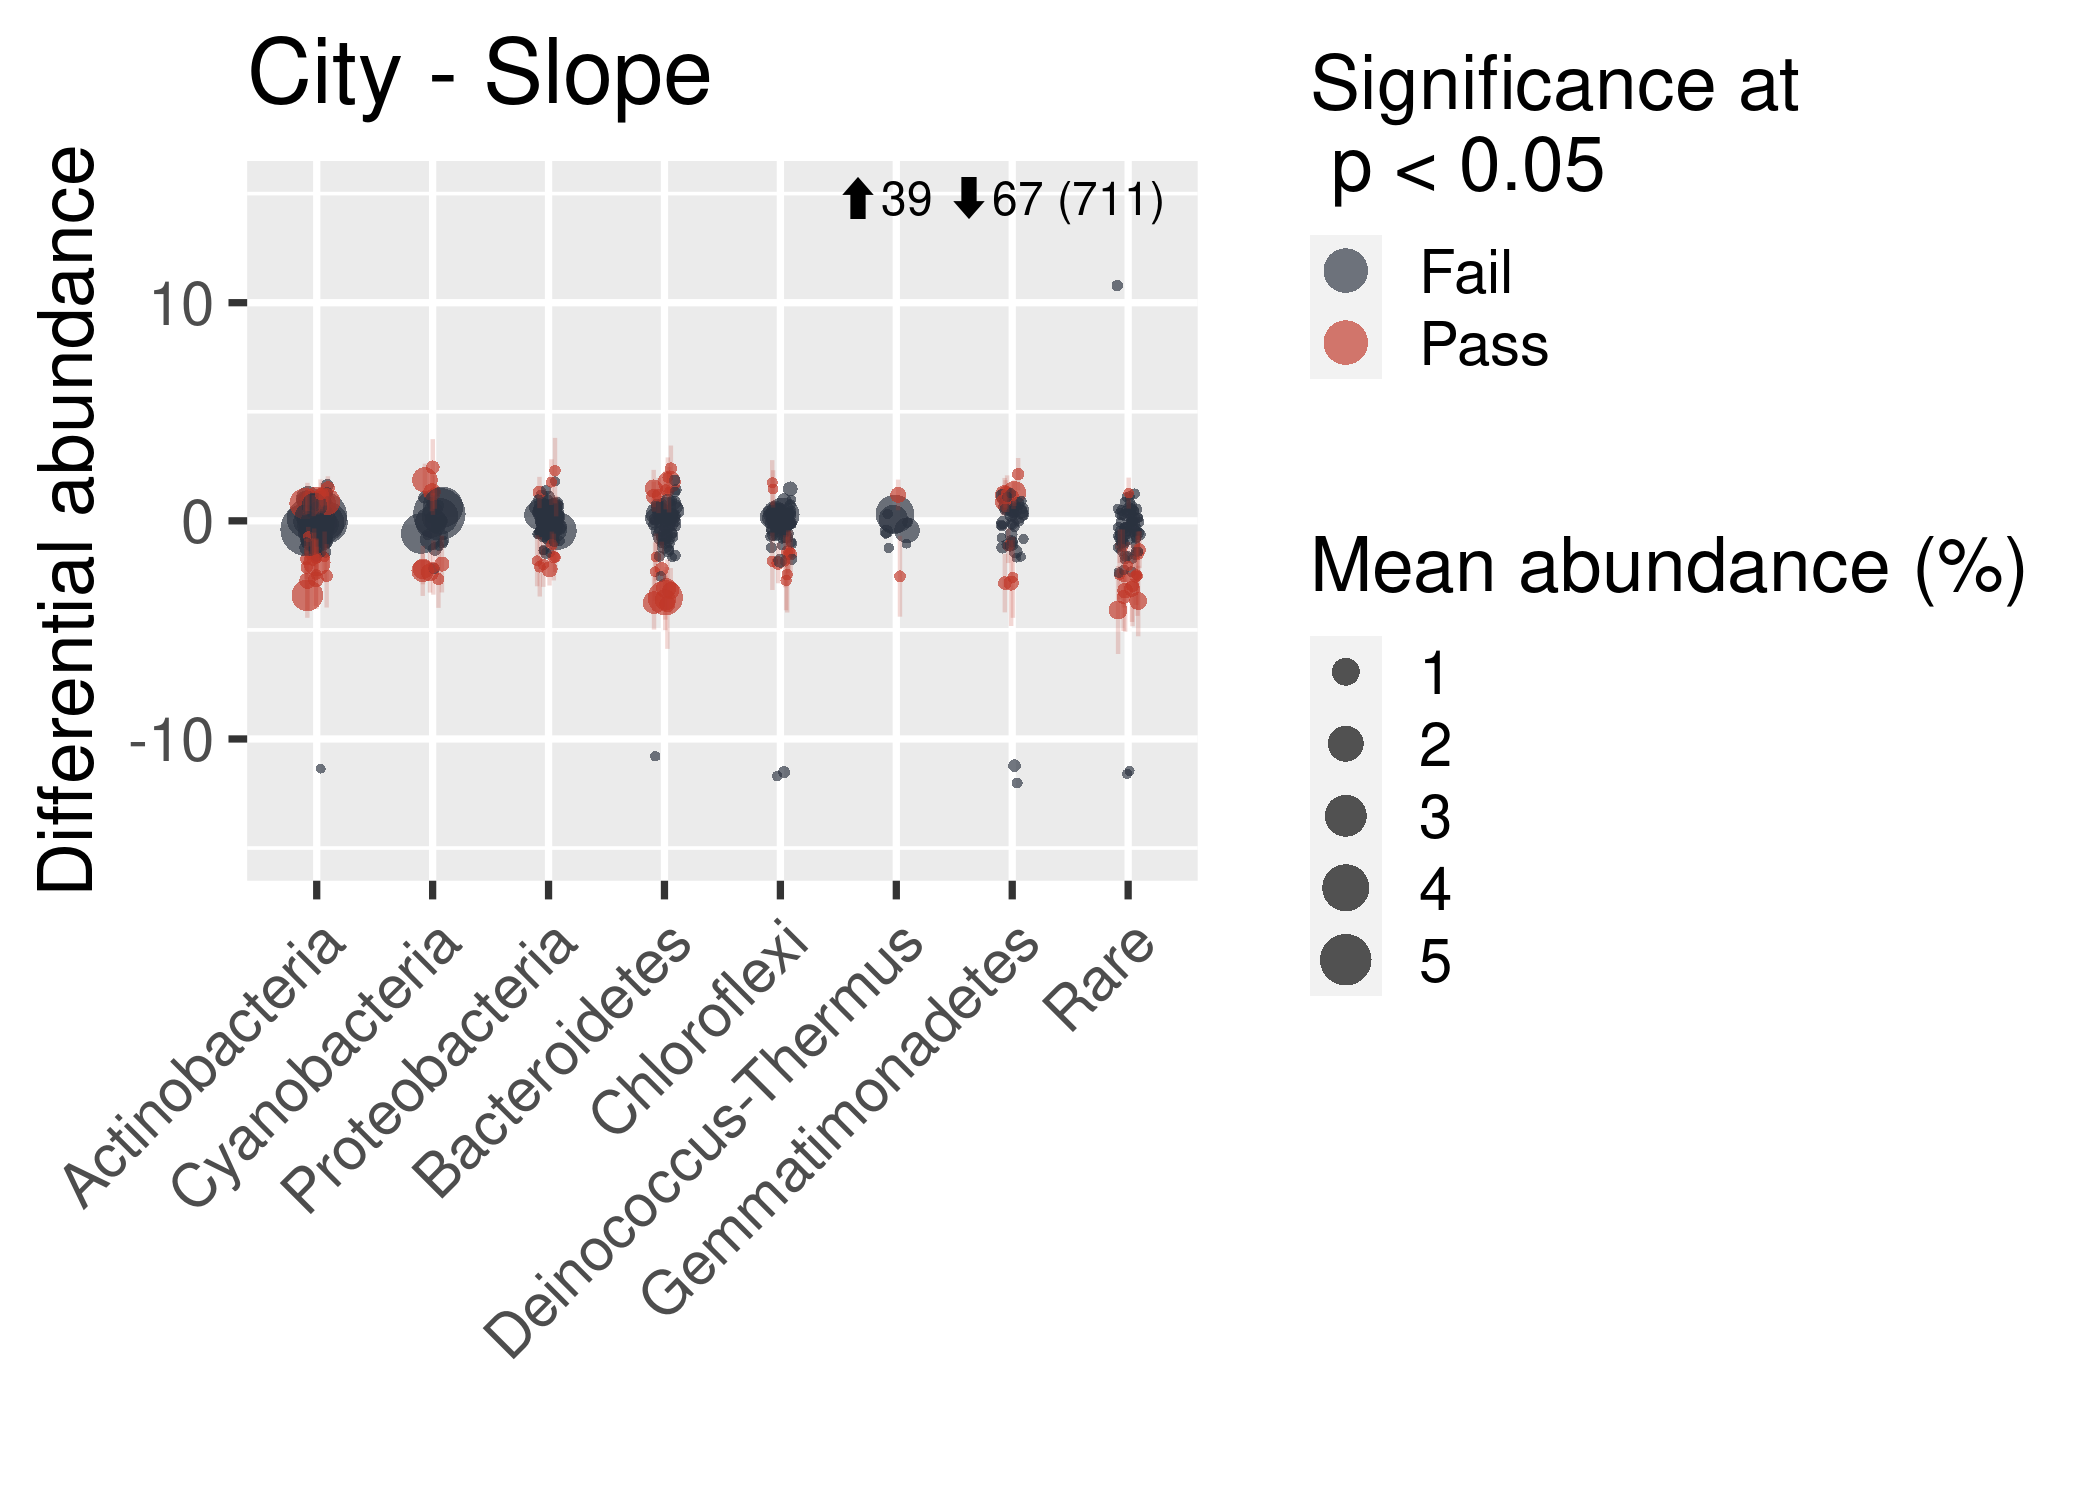 City - Slope
Differential abundance
39 67 (711)
10
0
-10
Actinobacteria
Cyanobacteria
Proteobacteria
Bacteroidetes
Chloroflexi
Deinococcus-Thermus
Gemmatimonadetes
Rare
Significance at
p < 0.05
Fail
Pass
Mean abundance (%)
1
2
3
4
5